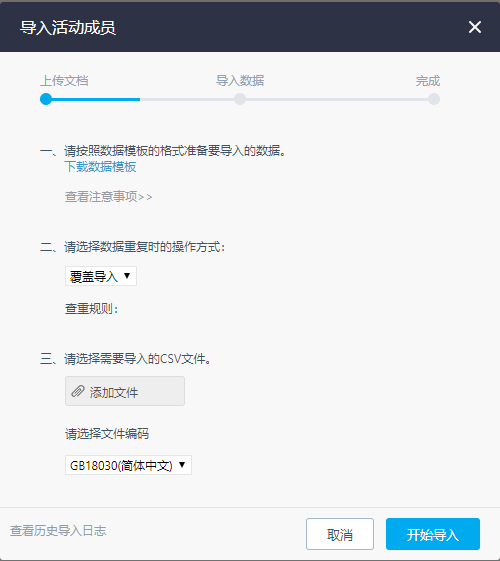 导入活动成员
上传文档 导入数据 完成
一、请按照数据模板的格式准备要导入的数据。
下载数据模板
查看注意事项>>
二、请选择数据重复时的操作方式:
覆盖导入
查重规则:
三、请选择需要导入的CSV文件。
添加文件
请选择文件编码
GB18030(简体中文)
查看历史导入日志 取消 开始导入